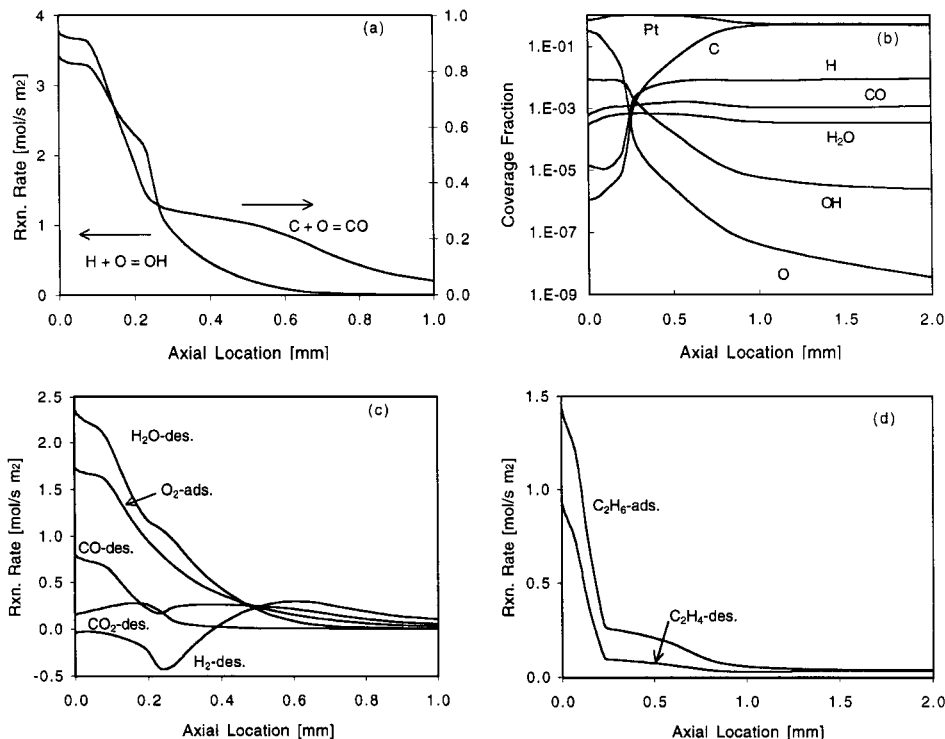 (a)
Rxn. Rate [mol/s m2]
4
3
2
1
0
1.0
0.8
0.6
0.4
0.2
0.0
C + O = CO
H + O = OH
0.0 0.2 0.4 0.6 0.8 1.0
Axial Location [mm]
(b)
Coverage Fraction
1.E-01
1.E-03
1.E-05
1.E-07
1.E-09
Pt
C
H
CO
H2O
OH
O
0.0 0.5 1.0 1.5 2.0
Axial Location [mm]
(c)
Rxn. Rate [mol/s m2]
2.5
2.0
1.5
1.0
0.5
0.0
-0.5
H2O-des.
O2-ads.
CO-des.
CO2-des.
H2-des.
0.0 0.2 0.4 0.6 0.8 1.0
Axial Location [mm]
(d)
Rxn. Rate [mol/s m2]
1.5
1.0
0.5
0.0
C2H6-ads.
C2H4-des.
0.0 0.5 1.0 1.5 2.0
Axial Location [mm]